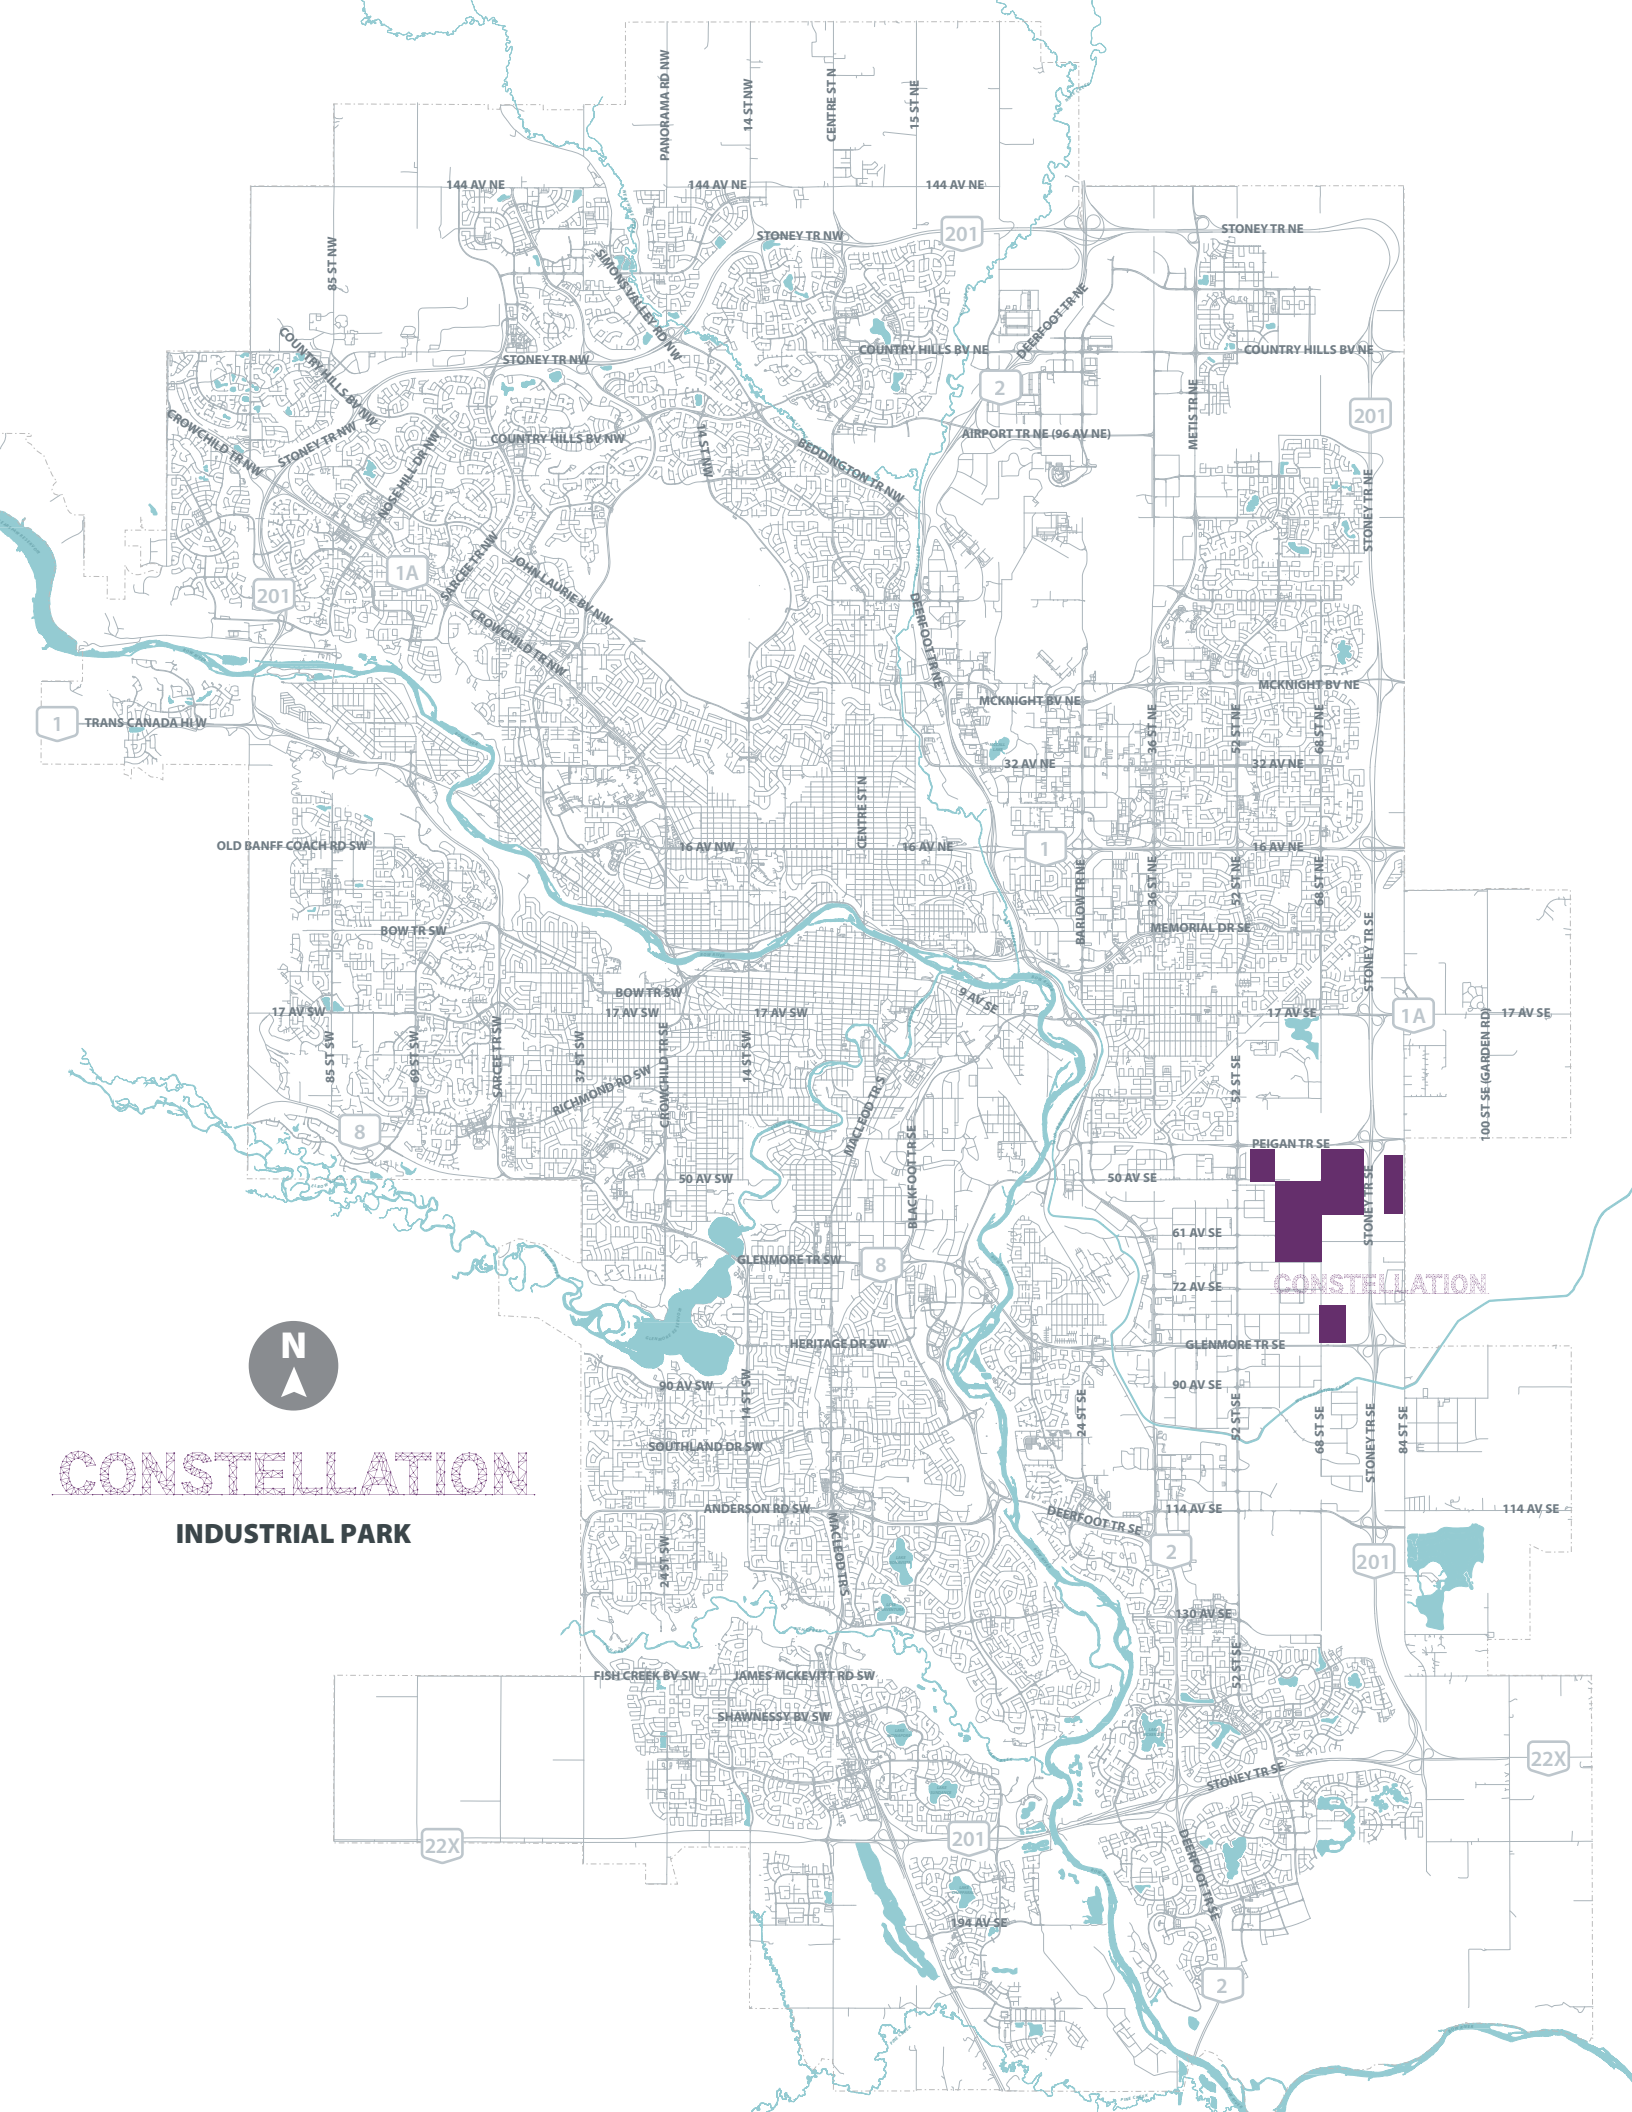 PANORAMA RD NW
14 ST NW
CENTRE ST N
15 ST NE
144 AV NE
144 AV NE
144 AV NE
STONEY TR NW
201
STONEY TR NE
85 ST NW
SIMONS VALLEY RD NW
DEERFOOT TR NE
COUNTRY HILLS BV NW
STONEY TR NW
COUNTRY HILLS BV NE
COUNTRY HILLS BV NE
2
METIS TR NE
201
CROWCHILD TR NW
STONEY TR NW
NOSE HILL DR NW
COUNTRY HILLS BV NW
14 ST NW
BEDDINGTON TR NW
AIRPORT TR NE (96 AV NE)
STONEY TR NE
1A
SARCEE TR NW
JOHN LAURIE BV NW
201
CROWCHILD TR NW
DEERFOOT TR NE
MCKNIGHT BV NE
MCKNIGHT BV NE
1
TRANS CANADA HI W
36 ST NE
52 ST NE
68 ST NE
32 AV NE
32 AV NE
CENTRE ST N
OLD BANFF COACH RD SW
16 AV NW
16 AV NE
1
16 AV NE
BARLOW TR NE
36 ST NE
52 ST NE
68 ST NE
BOW TR SW
MEMORIAL DR SE
STONEY TR SE
BOW TR SW
9 AV SE
17 AV SW
17 AV SW
17 AV SW
17 AV SE
1A
17 AV SE
85 ST SW
69 ST SW
SARCEE TR SW
37 ST SW
RICHMOND RD SW
CROWCHILD TR SE
14 ST SW
MACLEOD TR S
52 ST SE
100 ST SE (GARDEN RD)
8
BLACKFOOT TR SE
PEIGAN TR SE
50 AV SW
50 AV SE
STONEY TR SE
61 AV SE
GLENMORE TR SW
8
72 AV SE
CONSTELLATION
N
HERITAGE DR SW
GLENMORE TR SE
90 AV SW
14 ST SW
90 AV SE
24 ST SE
52 ST SE
68 ST SE
STONEY TR SE
84 ST SE
SOUTHLAND DR SW
CONSTELLATION
INDUSTRIAL PARK
ANDERSON RD SW
DEERFOOT TR SE
114 AV SE
114 AV SE
24 ST SW
MACLEOD TR S
2
201
130 AV SE
52 ST SE
FISH CREEK BV SW
JAMES MCKEVITT RD SW
SHAWNESSY BV SW
STONEY TR SE
22X
22X
201
DEERFOOT TR SE
194 AV SE
2